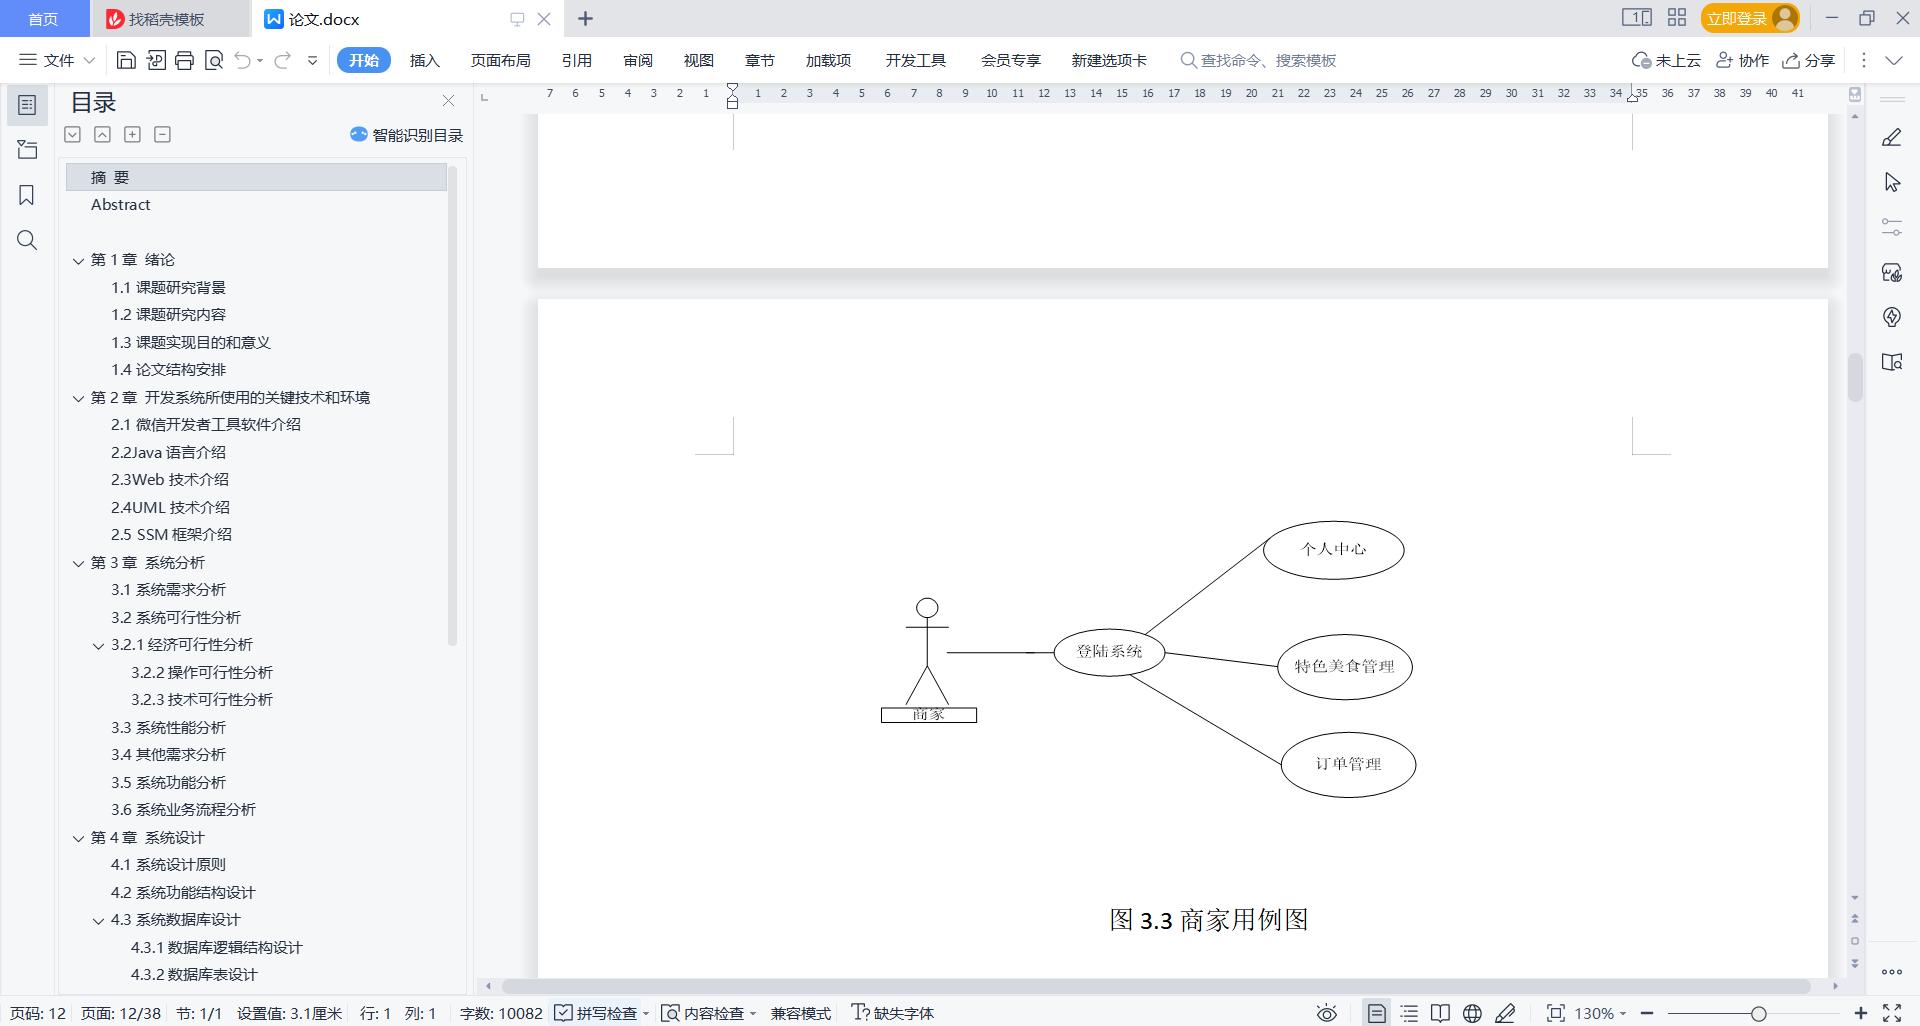 首页
找稻壳模板
论文.docx
立即登录
文件
开始
插入
页面布局
引用
审阅
视图
章节
加载项
开发工具
会员专享
新建选项卡
查找命令、搜索模板
未上云
协作
分享
目录
智能识别目录
7 6 5 4 3 2 1 1 2 3 4 5 6 7 8 9 10 11 12 13 14 15 16 17 18 19 20 21 22 23 24 25 26 27 28 29 30 31 32 33 34 35 36 37 38 39 40 41
摘 要
Abstract
第 1 章 绪论
1.1 课题研究背景
1.2 课题研究内容
1.3 课题实现目的和意义
1.4 论文结构安排
第 2 章 开发系统所使用的关键技术和环境
2.1 微信开发者工具软件介绍
2.2Java 语言介绍
2.3Web 技术介绍
2.4UML 技术介绍
2.5 SSM 框架介绍
第 3 章 系统分析
3.1 系统需求分析
3.2 系统可行性分析
3.2.1 经济可行性分析
3.2.2 操作可行性分析
3.2.3 技术可行性分析
3.3 系统性能分析
3.4 其他需求分析
3.5 系统功能分析
3.6 系统业务流程分析
第 4 章 系统设计
4.1 系统设计原则
4.2 系统功能结构设计
4.3 系统数据库设计
4.3.1 数据库逻辑结构设计
4.3.2 数据库表设计
个人中心
登陆系统
特色美食管理
商家
订单管理
图 3.3 商家用例图
页码: 12 页面: 12/38 节: 1/1 设置值: 3.1厘米 行: 1 列: 1 字数: 10082 拼写检查 内容检查 兼容模式 缺失字体 130%